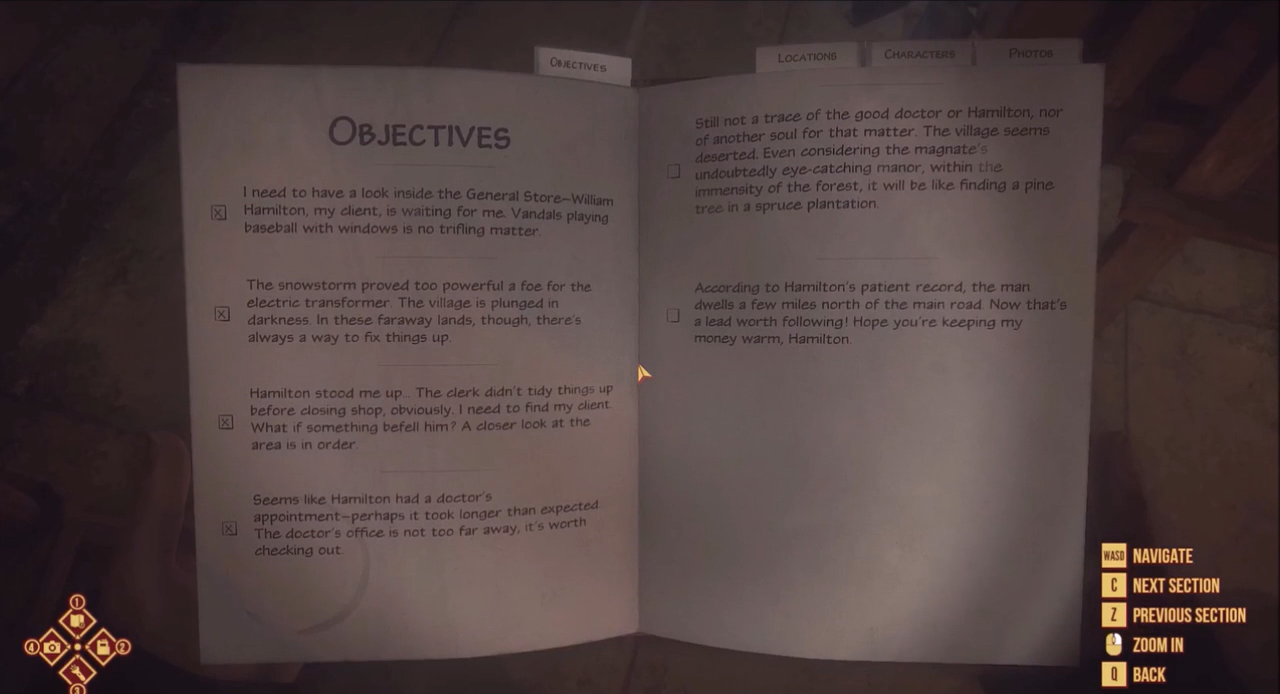 OBJECTIVES
LOCATIONS
CHARACTERS
PHOTOS
OBJECTIVES
I need to have a look inside the General Store–William
Hamilton, my client, is waiting for me. Vandals playing
baseball with windows is no trifling matter.
The snowstorm proved too powerful a foe for the
electric transformer. The village is plunged in
darkness. In these faraway lands, though, there's
always a way to fix things up.
Hamilton stood me up... The clerk didn't tidy things up
before closing shop, obviously. I need to find my client.
What if something befell him? A closer look at the
area is in order.
Seems like Hamilton had a doctor's
appointment–perhaps it took longer than expected.
The doctor's office is not too far away, it's worth
checking out.
Still not a trace of the good doctor or Hamilton, nor
of another soul for that matter. The village seems
deserted. Even considering the magnate's
undoubtedly eye-catching manor, within the
immensity of the forest, it will be like finding a pine
tree in a spruce plantation.
According to Hamilton's patient record, the man
dwells a few miles north of the main road. Now that's
a lead worth following! Hope you're keeping my
money warm, Hamilton.
1
4
2
3
WASD NAVIGATE
C NEXT SECTION
Z PREVIOUS SECTION
ZOOM IN
Q BACK